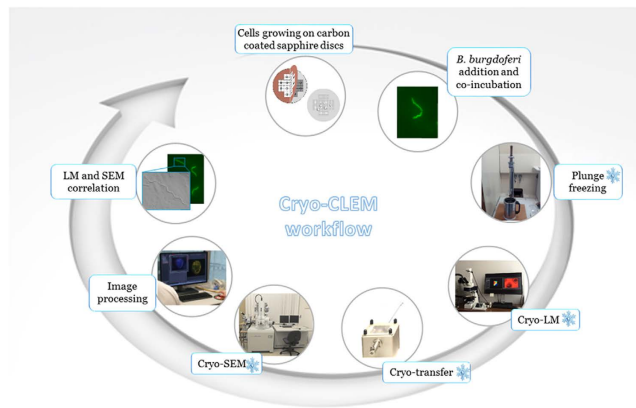 Cells growing on carbon
coated sapphire discs
B. burgdoferi
addition and
co-incubation
Plunge
freezing
Cryo-LM
Cryo-transfer
Cryo-SEM
Image
processing
LM and SEM
correlation
Cryo-CLEM
workflow